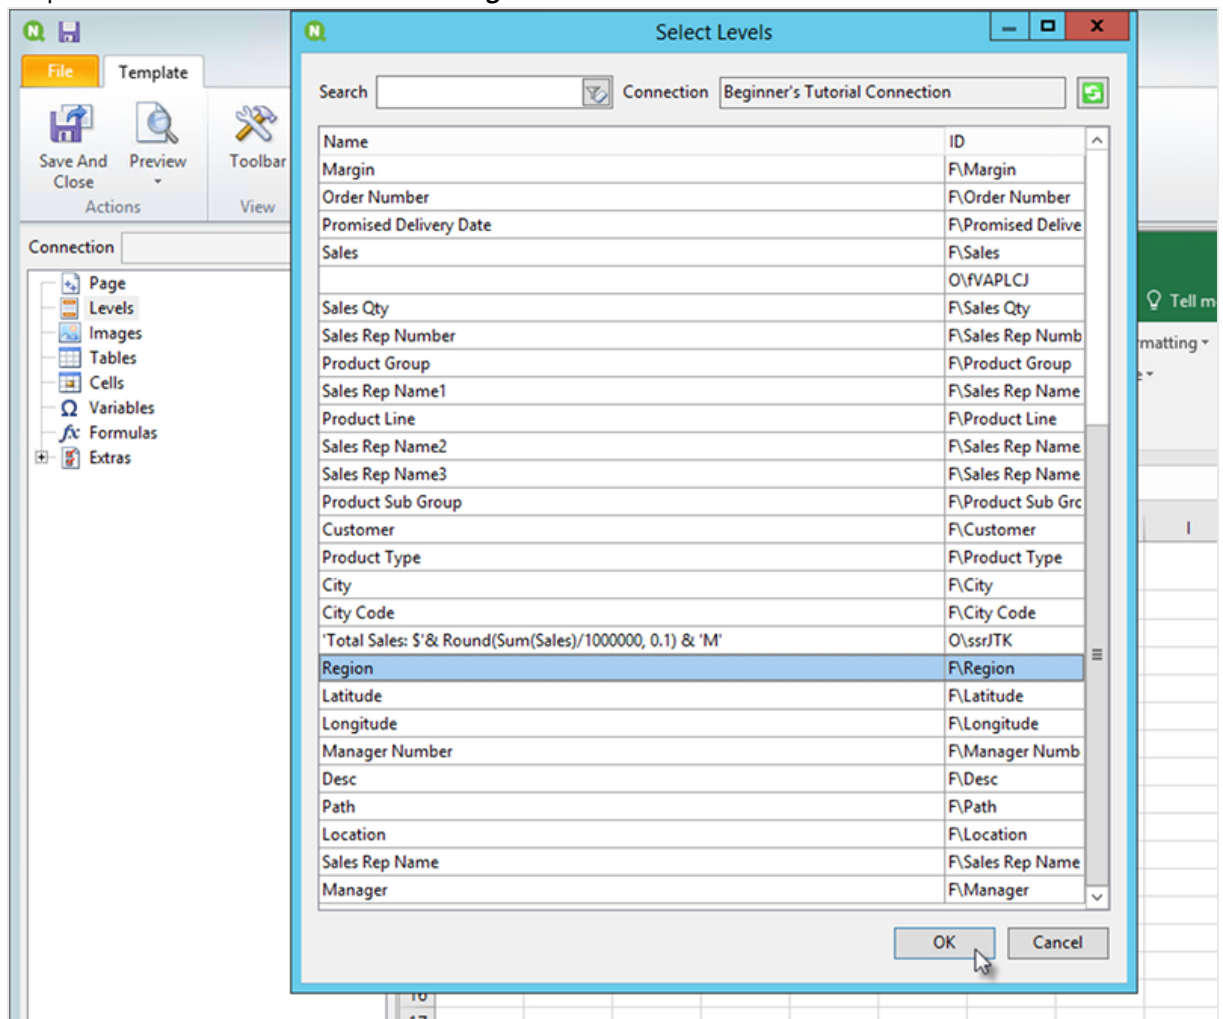 Select Levels
File
Template
Search
Connection
Beginner's Tutorial Connection
Save And
Close
Preview
Toolbar
Actions
View
Connection
Page
Levels
Images
Tables
Cells
Variables
Formulas
Extras
Name ID
Margin F\Margin
Order Number F\Order Number
Promised Delivery Date F\Promised Delive
Sales F\Sales
O\fVAPLCJ
Sales Qty F\Sales Qty
Sales Rep Number F\Sales Rep Numb
Product Group F\Product Group
Sales Rep Name1 F\Sales Rep Name
Product Line F\Product Line
Sales Rep Name2 F\Sales Rep Name
Sales Rep Name3 F\Sales Rep Name
Product Sub Group F\Product Sub Grc
Customer F\Customer
Product Type F\Product Type
City F\City
City Code F\City Code
'Total Sales: $'& Round(Sum(Sales)/1000000, 0.1) & 'M' O\ssrJTK
Region F\Region
Latitude F\Latitude
Longitude F\Longitude
Manager Number F\Manager Numb
Desc F\Desc
Path F\Path
Location F\Location
Sales Rep Name F\Sales Rep Name
Manager F\Manager
OK
Cancel
Tell m
matting
I
16